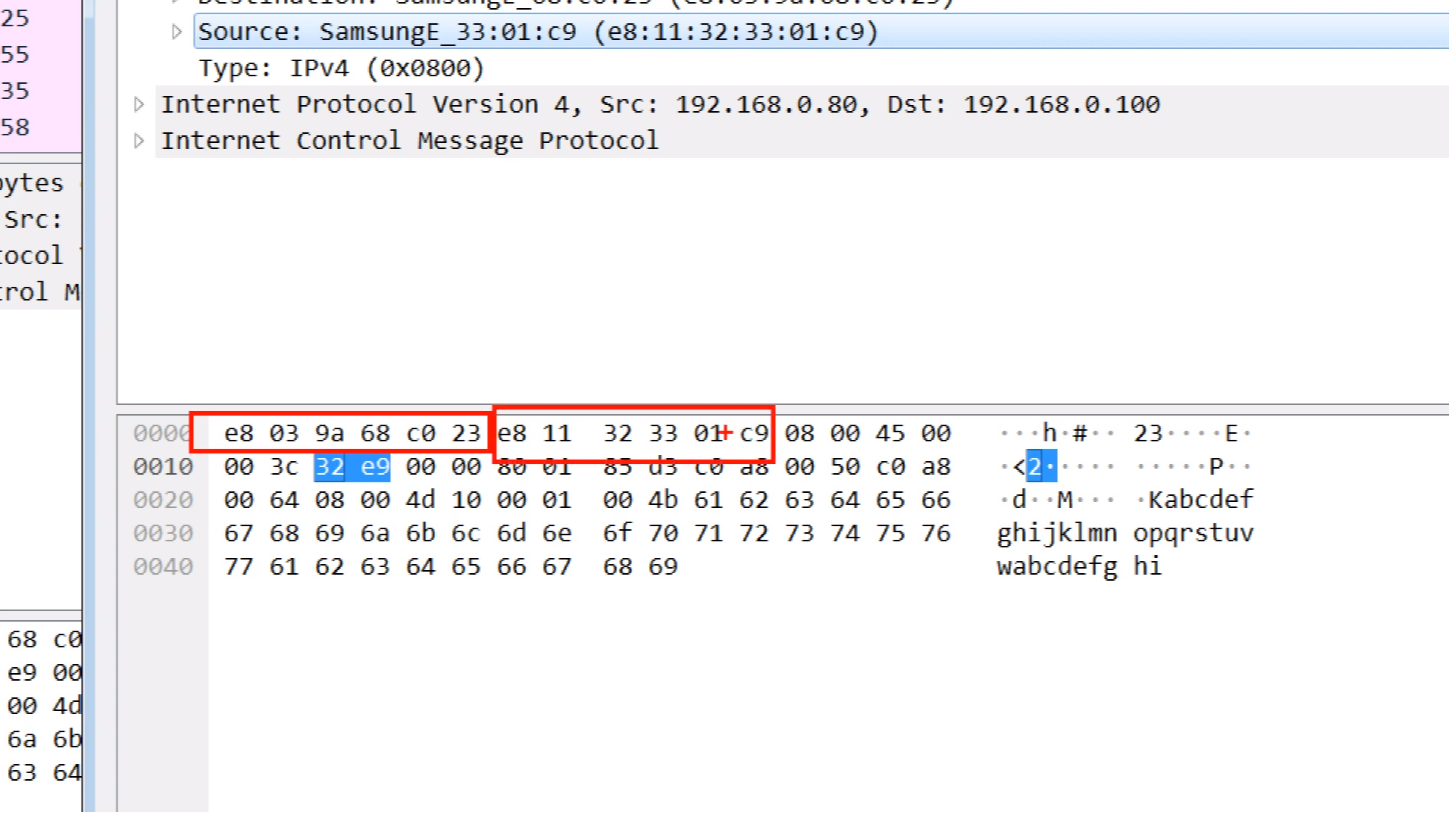 25
55
35
58
bytes
Src:
tocol
trol M
68 c0
e9 00
00 4d
6a 6b
63 64
Destination: SamsungE_68:c0:23 (e8:03:9a:68:c0:23)
Source: SamsungE_33:01:c9 (e8:11:32:33:01:c9)
Type: IPv4 (0x0800)
Internet Protocol Version 4, Src: 192.168.0.80, Dst: 192.168.0.100
Internet Control Message Protocol
0000 e8 03 9a 68 c0 23 e8 11 32 33 01 c9 08 00 45 00 ···h·#·· 23····E·
0010 00 3c 32 e9 00 00 80 01 85 d3 c0 a8 00 50 c0 a8 ·<2····· ·····P··
0020 00 64 08 00 4d 10 00 01 00 4b 61 62 63 64 65 66 ·d··M··· ·Kabcdef
0030 67 68 69 6a 6b 6c 6d 6e 6f 70 71 72 73 74 75 76 ghijklmn opqrstuv
0040 77 61 62 63 64 65 66 67 68 69 wabcdefg hi